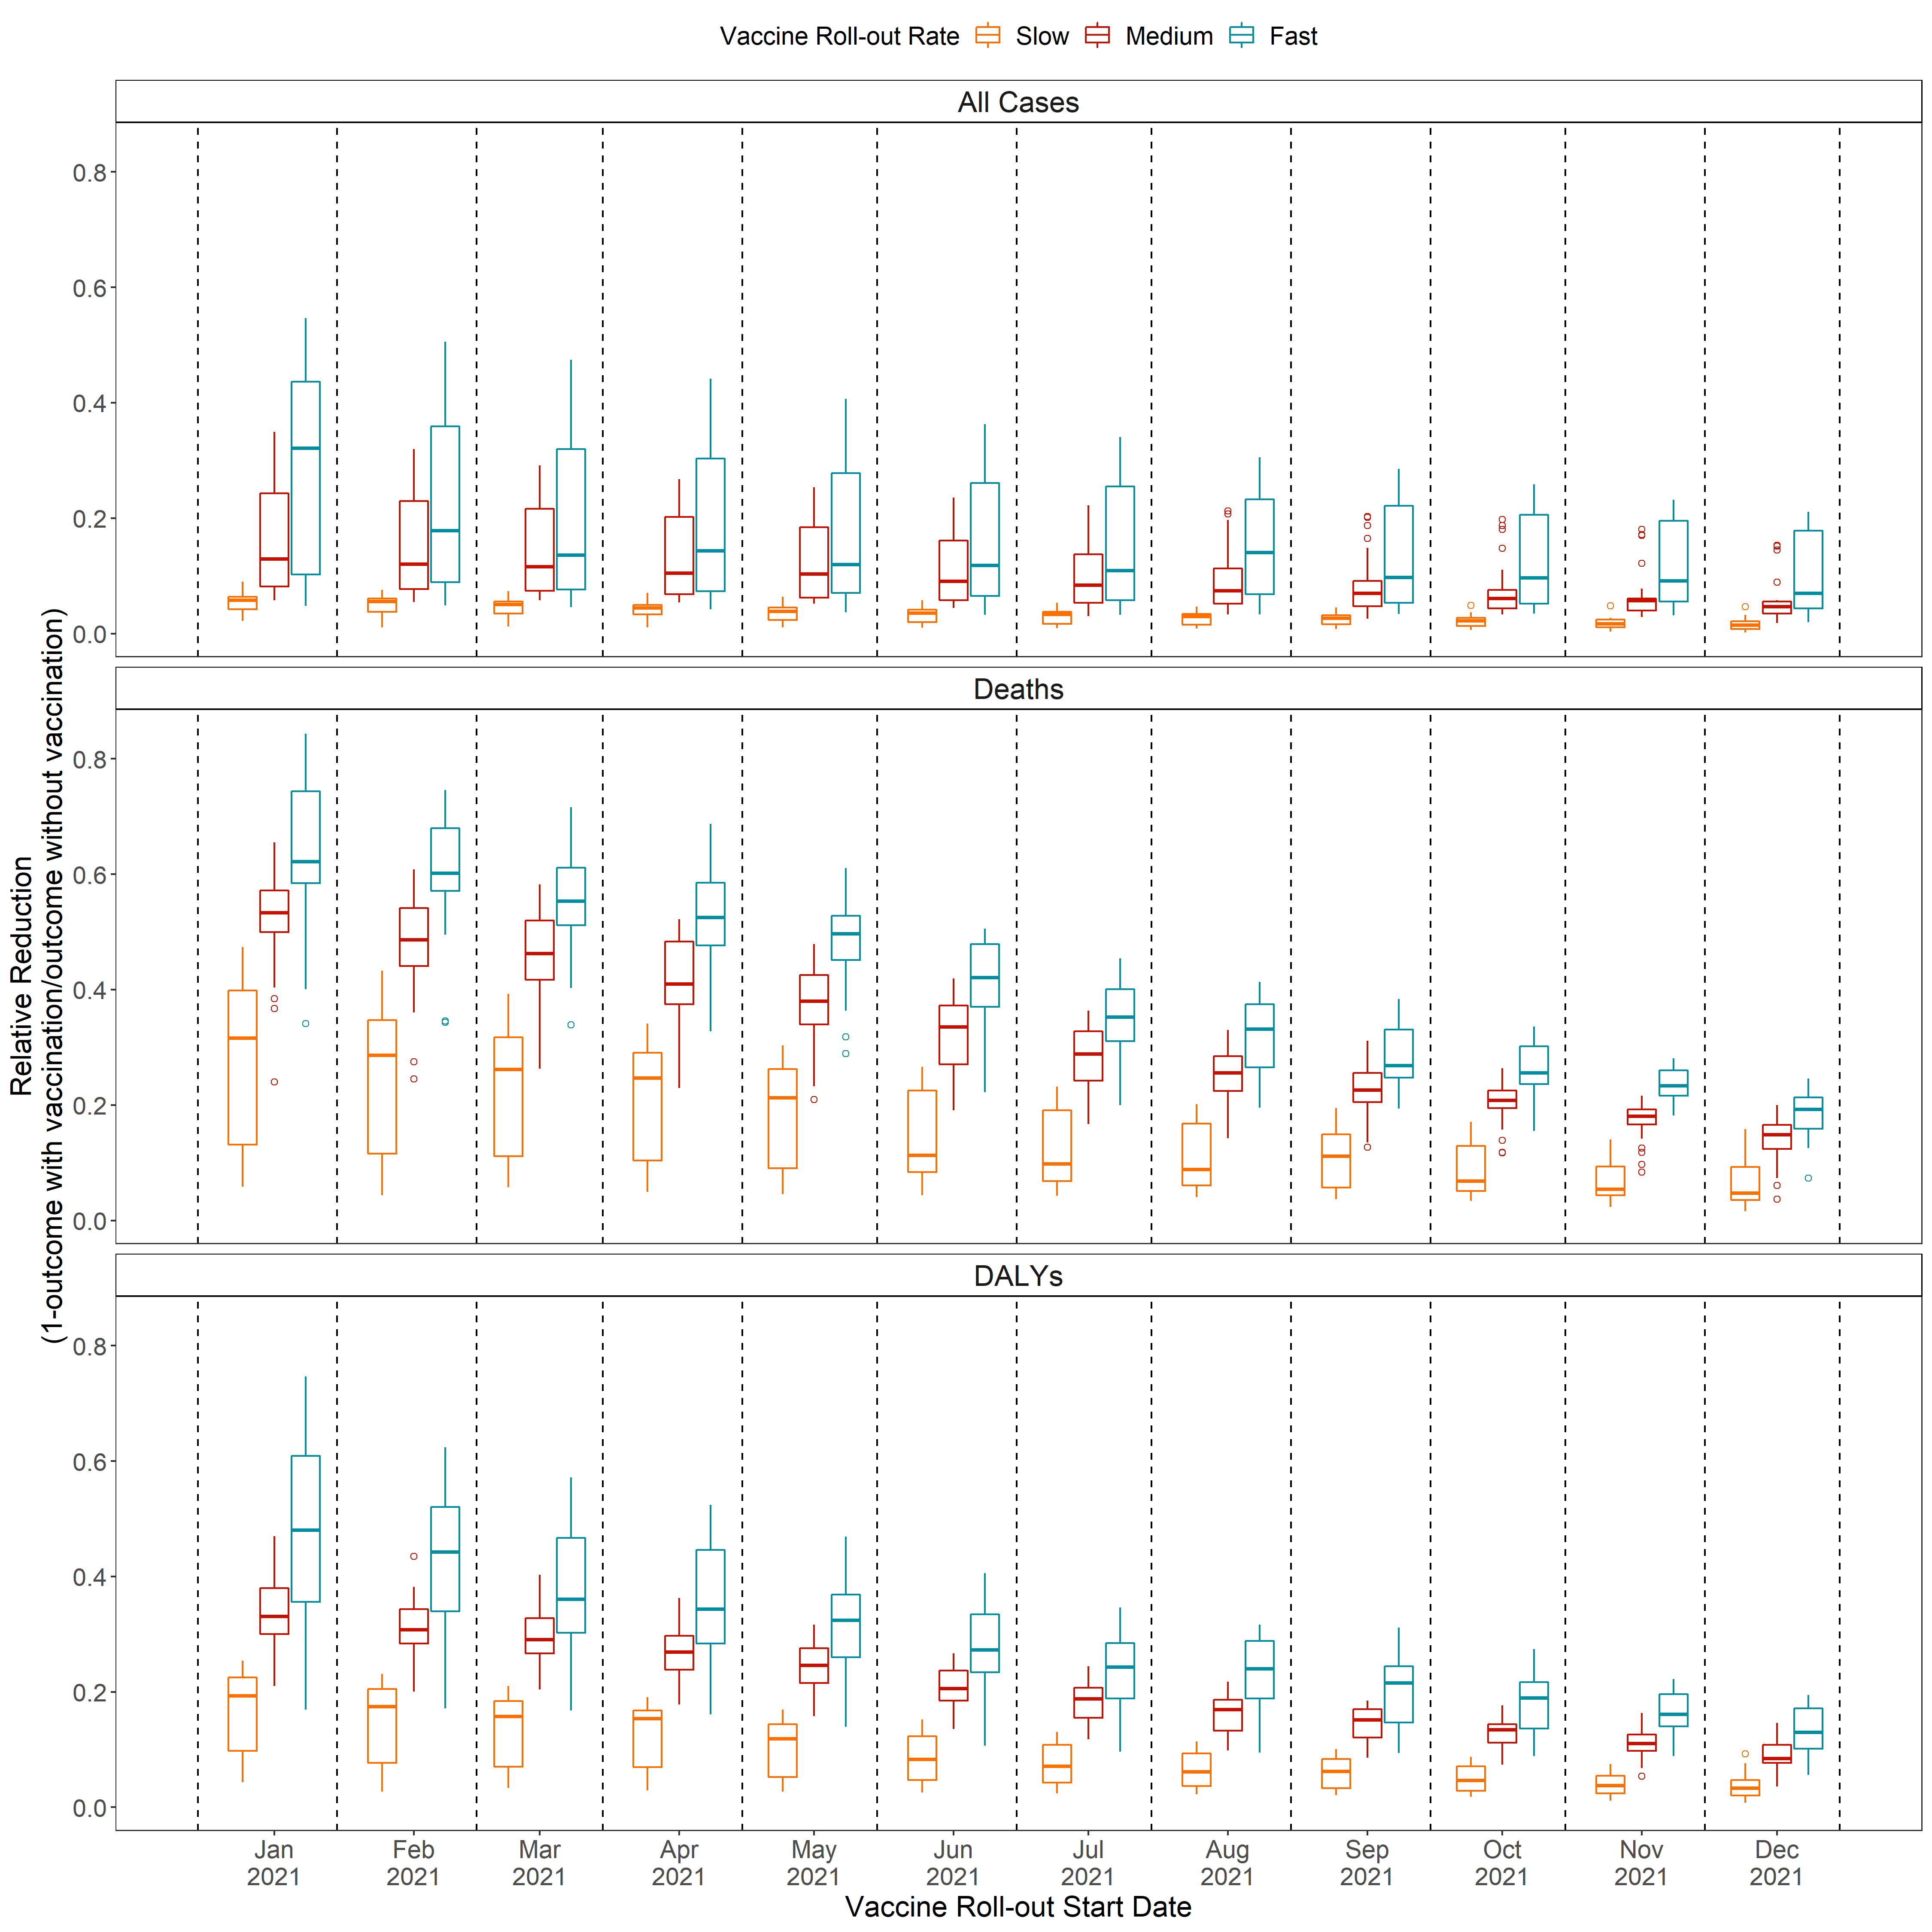 Vaccine Roll-out Rate Slow Medium Fast
All Cases
0.8
0.6
0.4
0.2
0.0
Deaths
0.8
0.6
0.4
0.2
0.0
DALYs
0.8
0.6
0.4
0.2
0.0
Relative Reduction
(1-outcome with vaccination/outcome without vaccination)
Jan Feb Mar Apr May Jun Jul Aug Sep Oct Nov Dec
2021 2021 2021 2021 2021 2021 2021 2021 2021 2021 2021 2021
Vaccine Roll-out Start Date